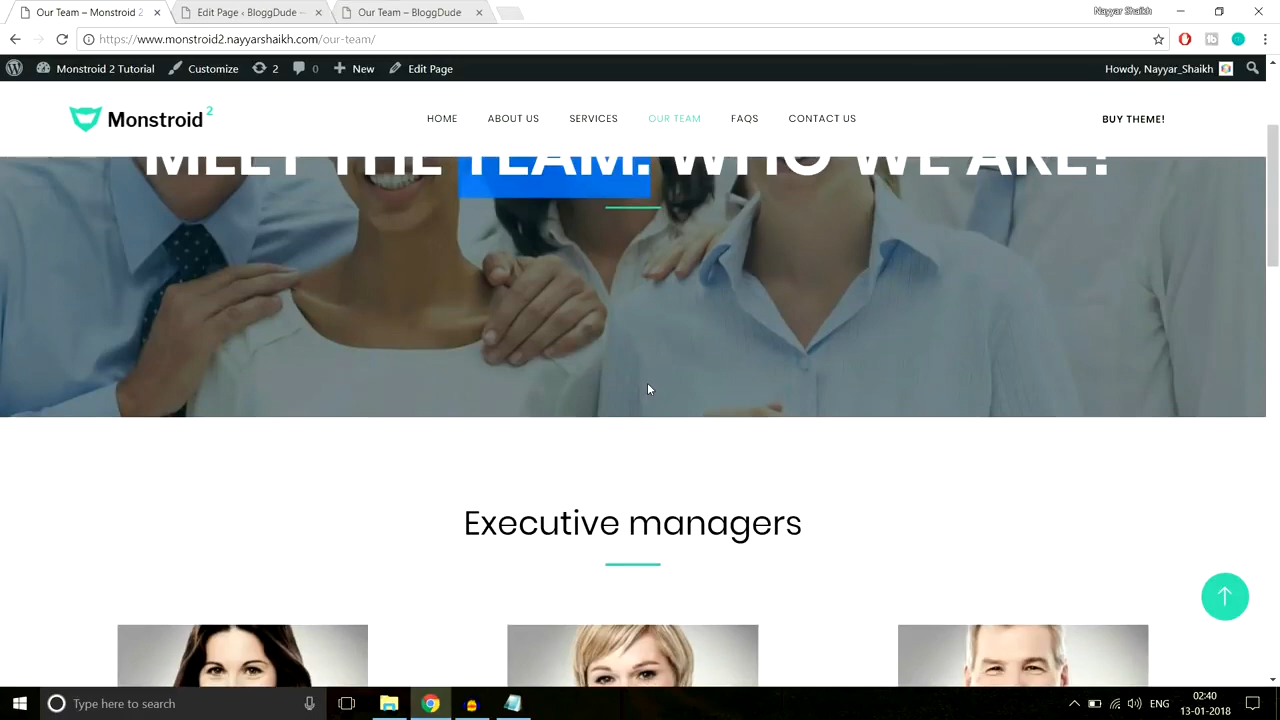 Our Team – Monstroid 2
Edit Page ‹ BloggDude –
Our Team – BloggDude
Nayyar Shaikh
https://www.monstroid2.nayyarshaikh.com/our-team/
Monstroid 2 Tutorial
Customize
2
0
New
Edit Page
Howdy, Nayyar_Shaikh
Monstroid 2
HOME
ABOUT US
SERVICES
OUR TEAM
FAQS
CONTACT US
BUY THEME!
MEET THE TEAM. WHO WE ARE?
Executive managers
Type here to search
ENG
02:40
13-01-2018